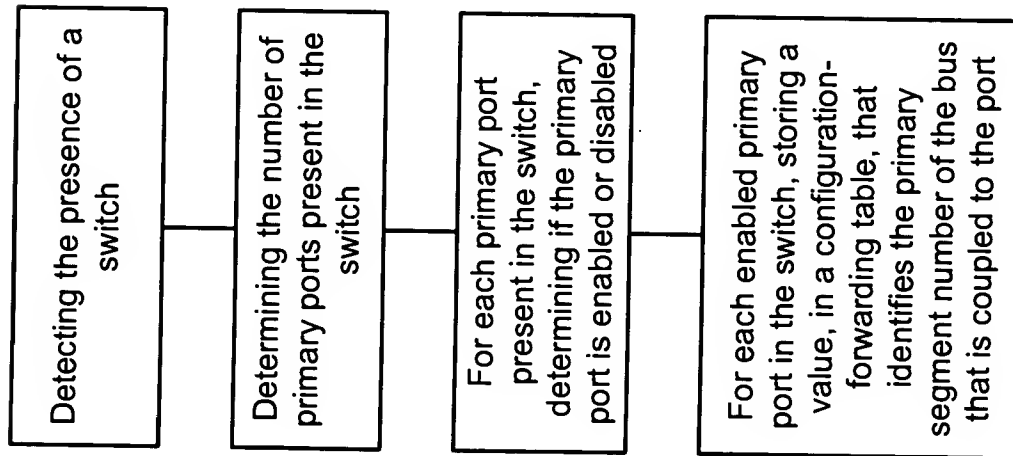 Detecting the presence of a
switch
Determining the number of
primary ports present in the
switch
For each primary port
present in the switch,
determining if the primary
port is enabled or disabled
For each enabled primary
port in the switch, storing a
value, in a configuration-
forwarding table, that
identifies the primary
segment number of the bus
that is coupled to the port